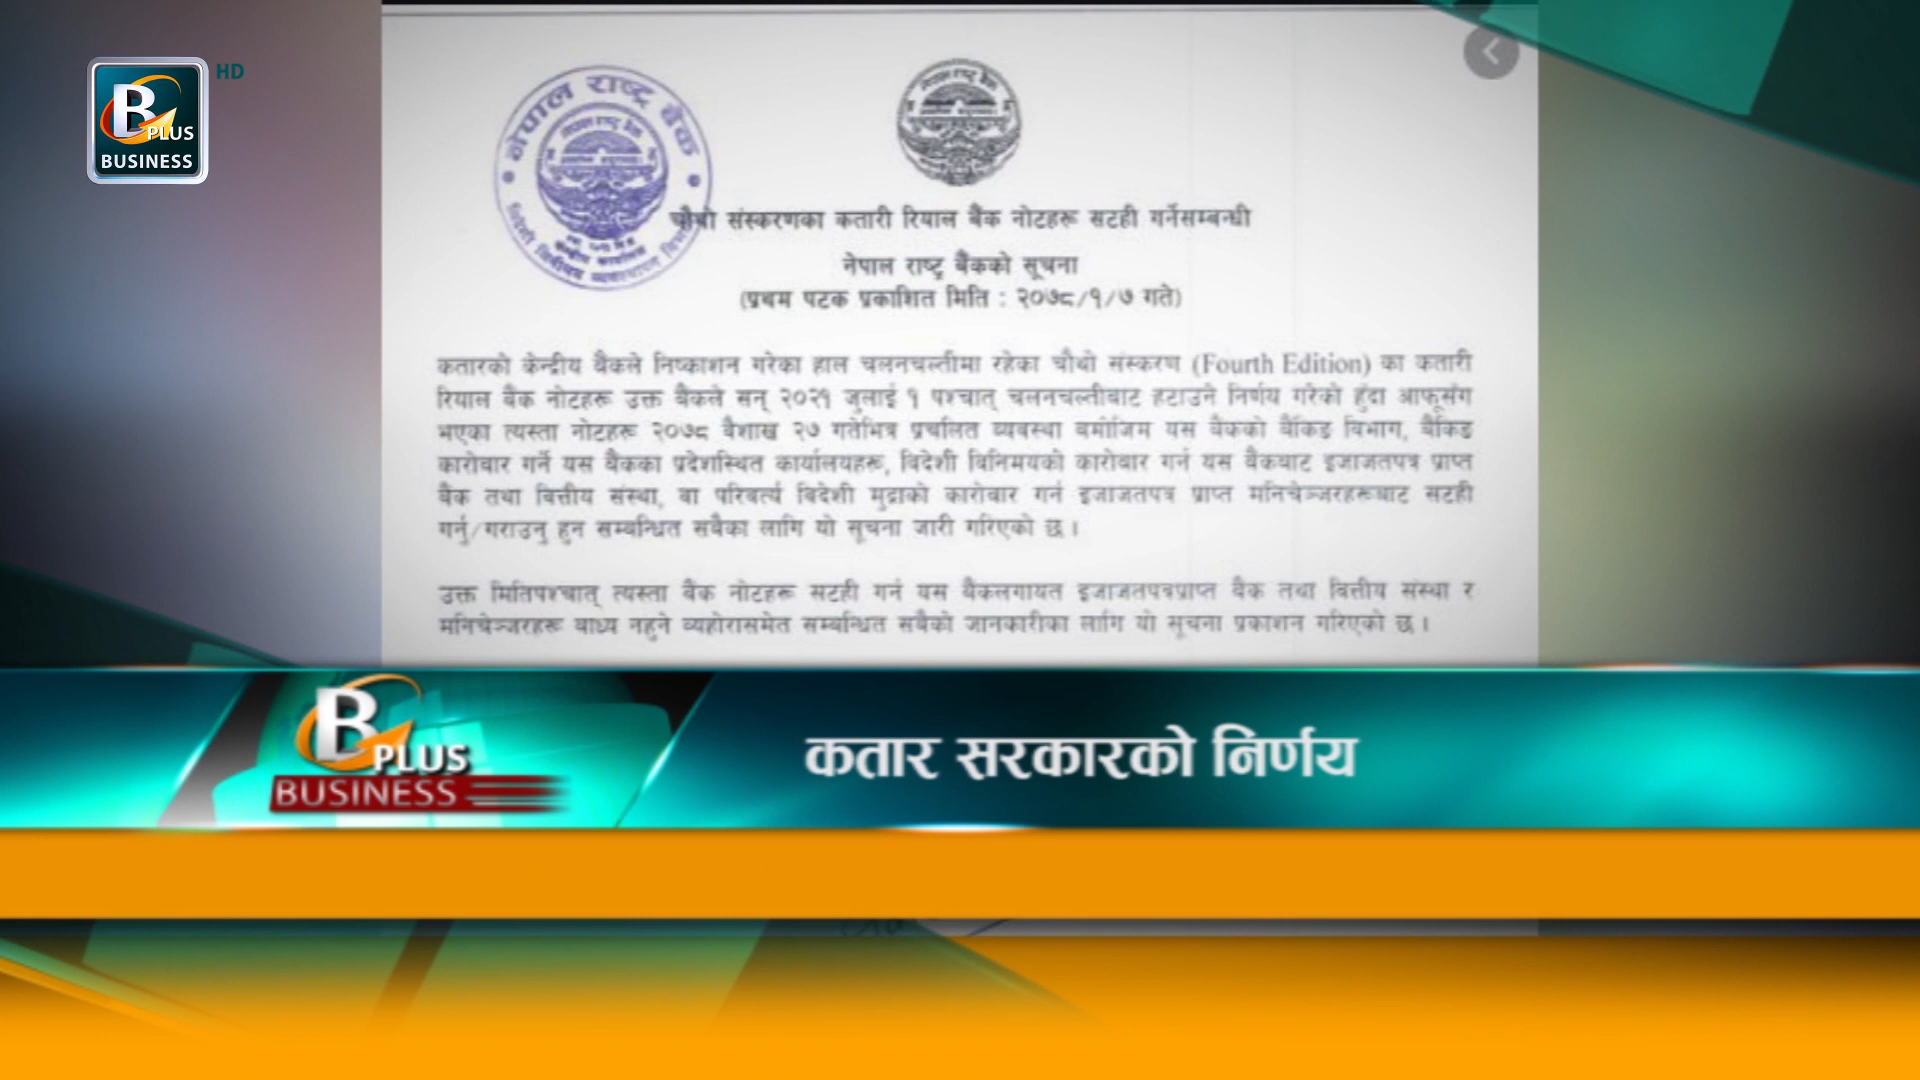 B PLUS BUSINESS HD
नेपाल राष्ट्र बैंक
चौथो संस्करणका कतारी रियाल बैंक नोटहरू सटही गर्नेसम्बन्धी
नेपाल राष्ट्र बैंकको सूचना
(प्रथम पटक प्रकाशित मिति : २०७८/१/७ गते)
कतारको केन्द्रीय बैंकले निष्काशन गरेका हाल चलनचल्तीमा रहेका चौथो संस्करण (Fourth Edition) का कतारी
रियाल बैंक नोटहरू उक्त बैंकले सन् २०२१ जुलाई १ पश्चात् चलनचल्तीबाट हटाउने निर्णय गरेको हुंदा आफूसंग
भएका त्यस्ता नोटहरू २०७८ बैशाख २७ गतेभित्र प्रचलित व्यवस्था बमोजिम यस बैंकको बैंकिङ विभाग, बैंकिङ
कारोबार गर्ने यस बैंकका प्रदेशस्थित कार्यालयहरू, विदेशी विनिमयको कारोबार गर्न यस बैंकबाट इजाजतपत्र प्राप्त
बैंक तथा वित्तीय संस्था, वा परिवर्त्य विदेशी मुद्राको कारोबार गर्न इजाजतपत्र प्राप्त मनिचेञ्जरहरूबाट सटही
गर्नु/गराउनु हुन सम्बन्धित सबैका लागि यो सूचना जारी गरिएको छ ।
उक्त मितिपश्चात् त्यस्ता बैंक नोटहरू सटही गर्न यस बैंकलगायत इजाजतपत्रप्राप्त बैंक तथा वित्तीय संस्था र
मनिचेञ्जरहरू बाध्य नहुने व्यहोरासमेत सम्बन्धित सबैको जानकारीका लागि यो सूचना प्रकाशन गरिएको छ ।
B PLUS BUSINESS
कतार सरकारको निर्णय